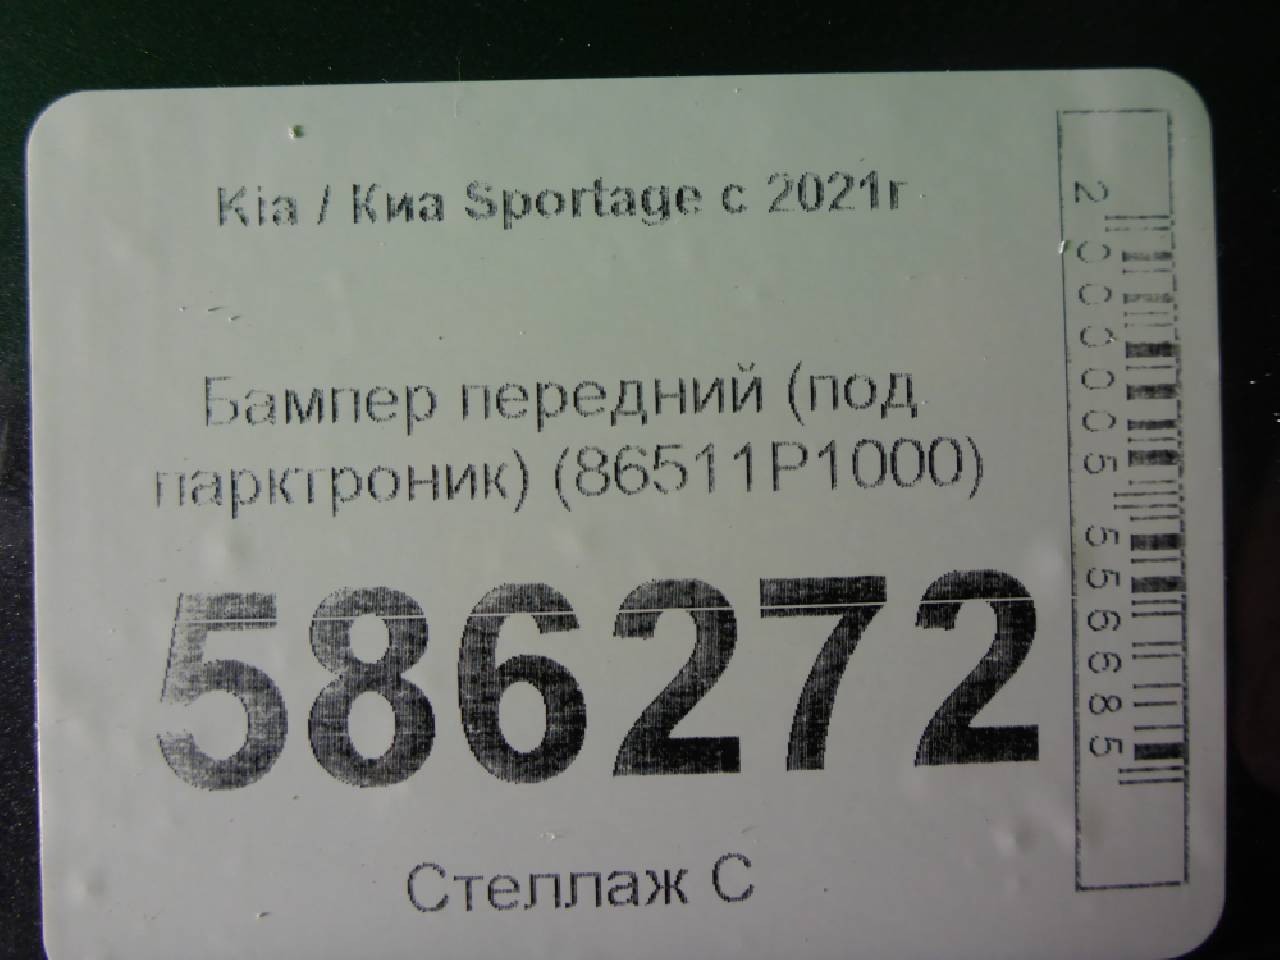 Kia / Киа Sportage с 2021г
Бампер передний (под
парктроник) (86511P1000)
586272
Стеллаж С
2000005556685